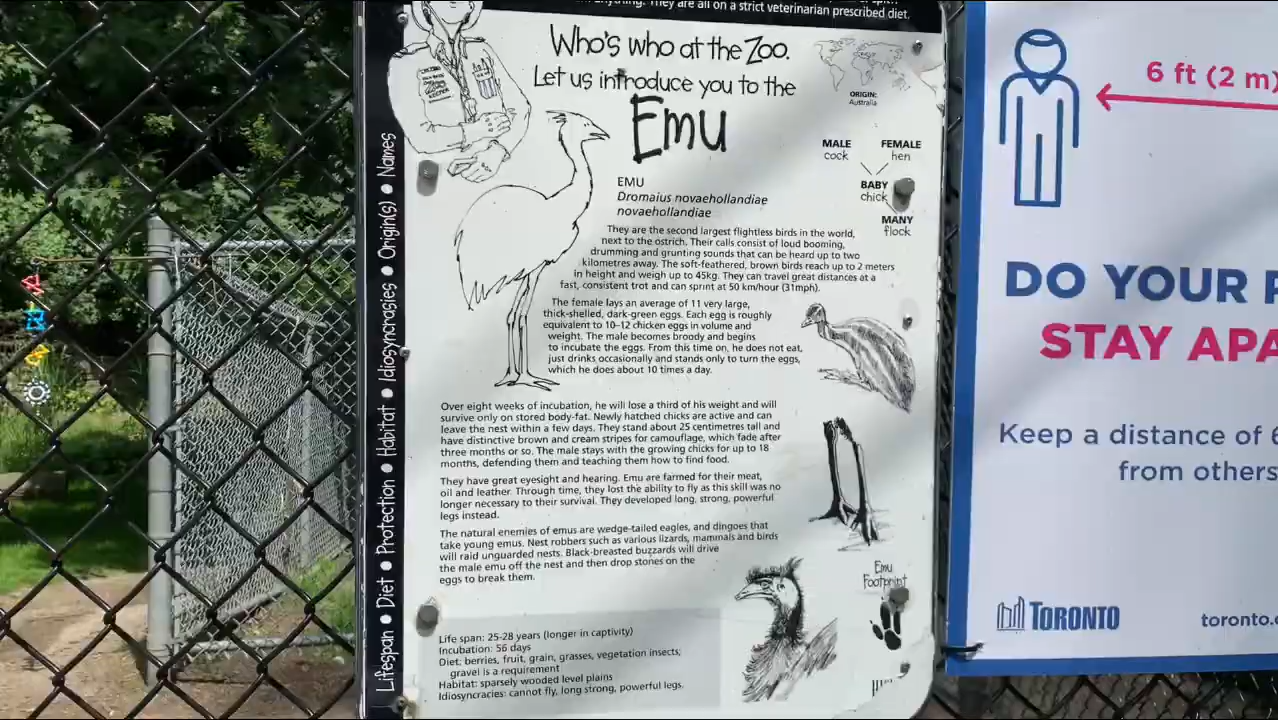 anything. They are all on a strict veterinarian prescribed diet.
Who's who at the Zoo.
Let us introduce you to the
Emu
ORIGIN:
Australia
MALE
cock
FEMALE
hen
BABY
chick
MANY
flock
EMU
Dromaius novaehollandiae
novaehollandiae
They are the second largest flightless birds in the world,
next to the ostrich. Their calls consist of loud booming,
drumming and grunting sounds that can be heard up to two
kilometres away. The soft-feathered, brown birds reach up to 2 meters
in height and weigh up to 45kg. They can travel great distances at a
fast, consistent trot and can sprint at 50 km/hour (31mph).
The female lays an average of 11 very large,
thick-shelled, dark-green eggs. Each egg is roughly
equivalent to 10-12 chicken eggs in volume and
weight. The male becomes broody and begins
to incubate the eggs. From this time on, he does not eat,
just drinks occasionally and stands only to turn the eggs,
which he does about 10 times a day.
Over eight weeks of incubation, he will lose a third of his weight and will
survive only on stored body-fat. Newly hatched chicks are active and can
leave the nest within a few days. They stand about 25 centimetres tall and
have distinctive brown and cream stripes for camouflage, which fade after
three months or so. The male stays with the growing chicks for up to 18
months, defending them and teaching them how to find food.
They have great eyesight and hearing. Emu are farmed for their meat,
oil and leather. Through time, they lost the ability to fly as this skill was no
longer necessary to their survival. They developed long, strong, powerful
legs instead.
The natural enemies of emus are wedge-tailed eagles, and dingoes that
take young emus. Nest robbers such as various lizards, mammals and birds
will raid unguarded nests. Black-breasted buzzards will drive
the male emu off the nest and then drop stones on the
eggs to break them.
Emu
Footprint
Life span: 25-28 years (longer in captivity)
Incubation: 56 days
Diet: berries, fruit, grain, grasses, vegetation insects;
gravel is a requirement
Habitat: sparsely wooded level plains
Idiosyncracies: cannot fly, long strong, powerful legs.
Lifespan ● Diet ● Protection ● Habitat ● Idiosyncrasies ● Origin(s) ● Names
6 ft (2 m)
DO YOUR P
STAY APA
Keep a distance of 6
from others
TORONTO
toronto.c